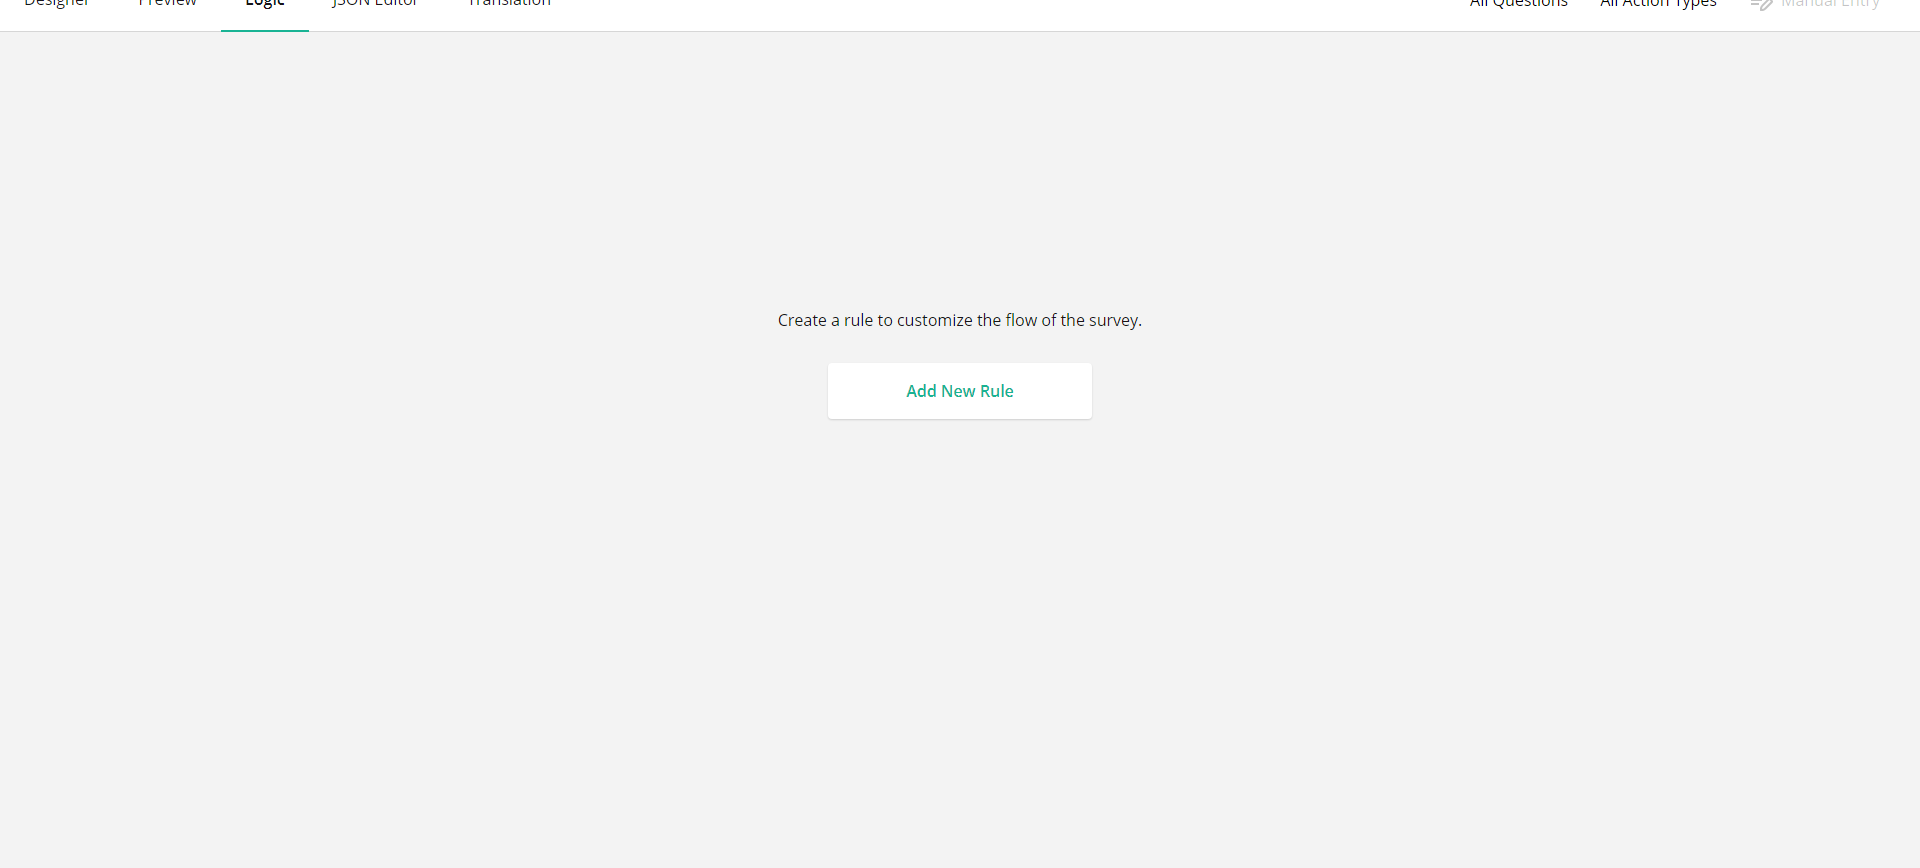 Designer Preview Logic JSON Editor Translation All Questions All Action Types Manual Entry
Create a rule to customize the flow of the survey.
Add New Rule